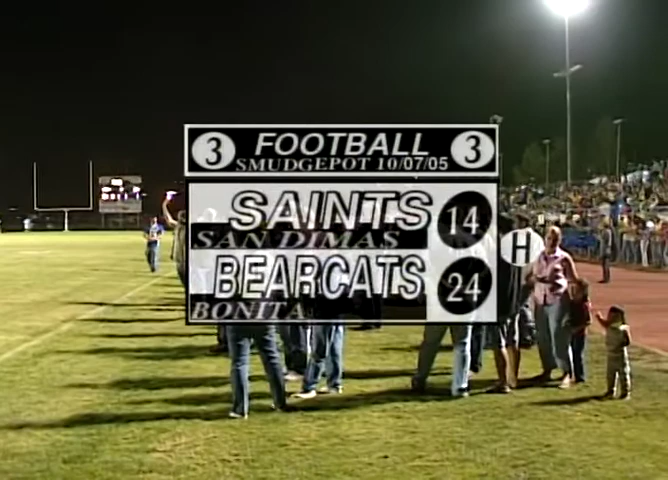 3 FOOTBALL 3
SMUDGEPOT 10/07/05
SAINTS 14
SAN DIMAS
H
BEARCATS 24
BONITA